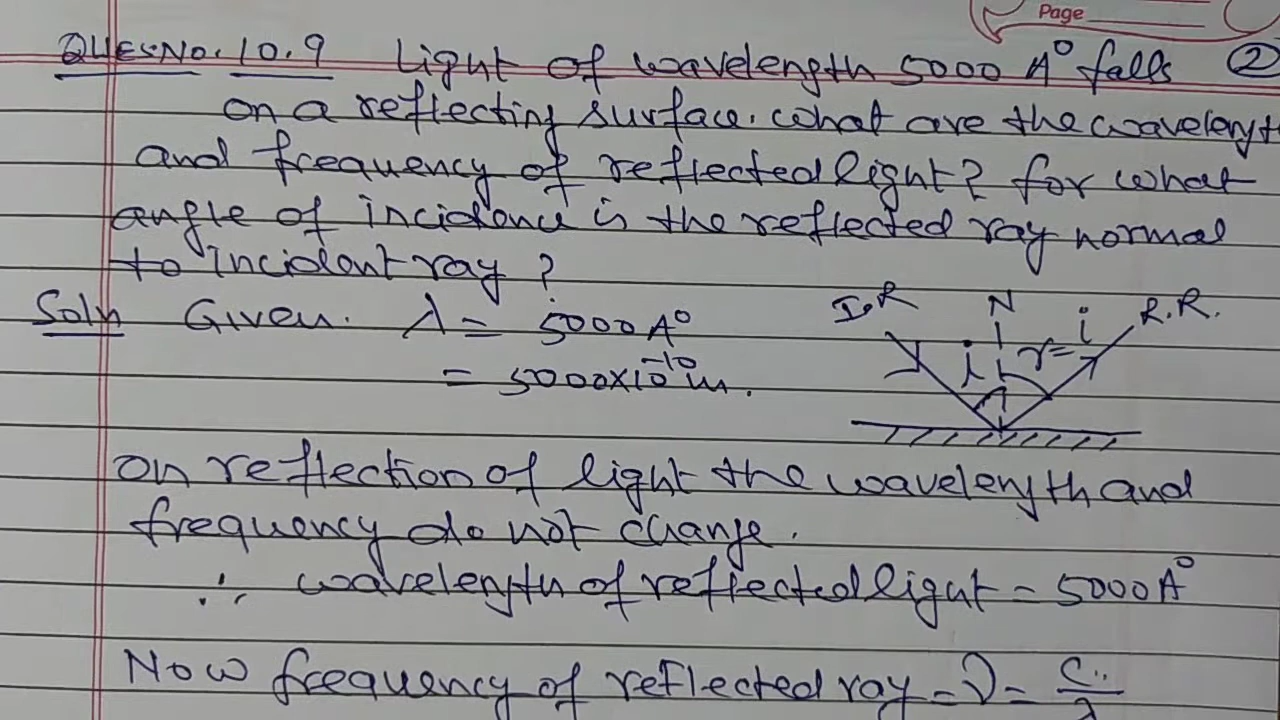 Page
QUES.NO. 10.9 Light of wavelength 5000 A° falls ②
on a reflecting surface. what are the wavelengt
and frequency of reflected light? for what
angle of incidence is the reflected ray normal
to incident ray?
Soln Given. λ = 5000 A°
= 5000×10⁻¹⁰ m.
I.R N i R.R.
i r=
On reflection of light the wavelength and
frequency do not change.
∴ wavelength of reflected light = 5000 A°
Now frequency of reflected ray = ν = C/λ